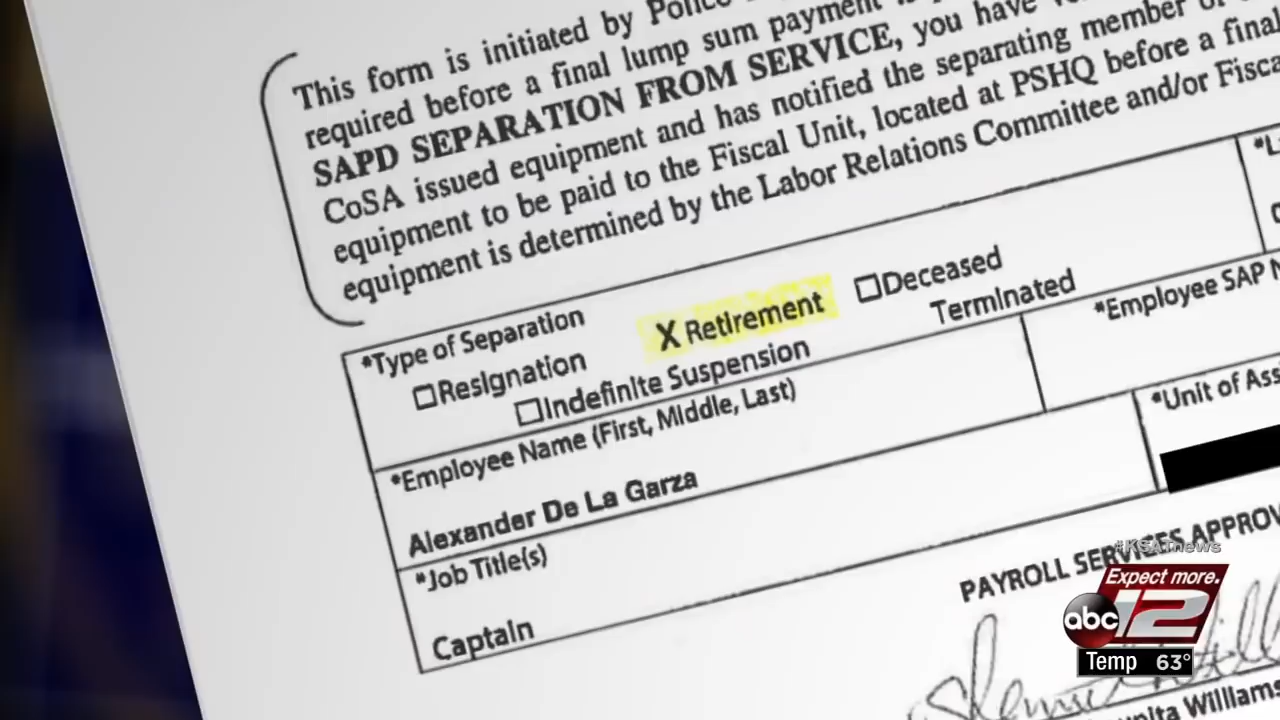 This form is initiated by Police
required before a final lump sum payment
SAPD SEPARATION FROM SERVICE, you have
CoSA issued equipment and has notified the separating member of
equipment to be paid to the Fiscal Unit, located at PSHQ before a final
equipment is determined by the Labor Relations Committee and/or Fisca
*Type of Separation
X Retirement
☐Deceased
☐Resignation
Terminated
☐Indefinite Suspension
*Employee SAP N
*Employee Name (First, Middle, Last)
*Unit of Ass
Alexander De La Garza
*Job Title(s)
Captain
PAYROLL SERVICES APPROV
Williams
#KSATnews
Expect more.
abc 12
Temp 63°